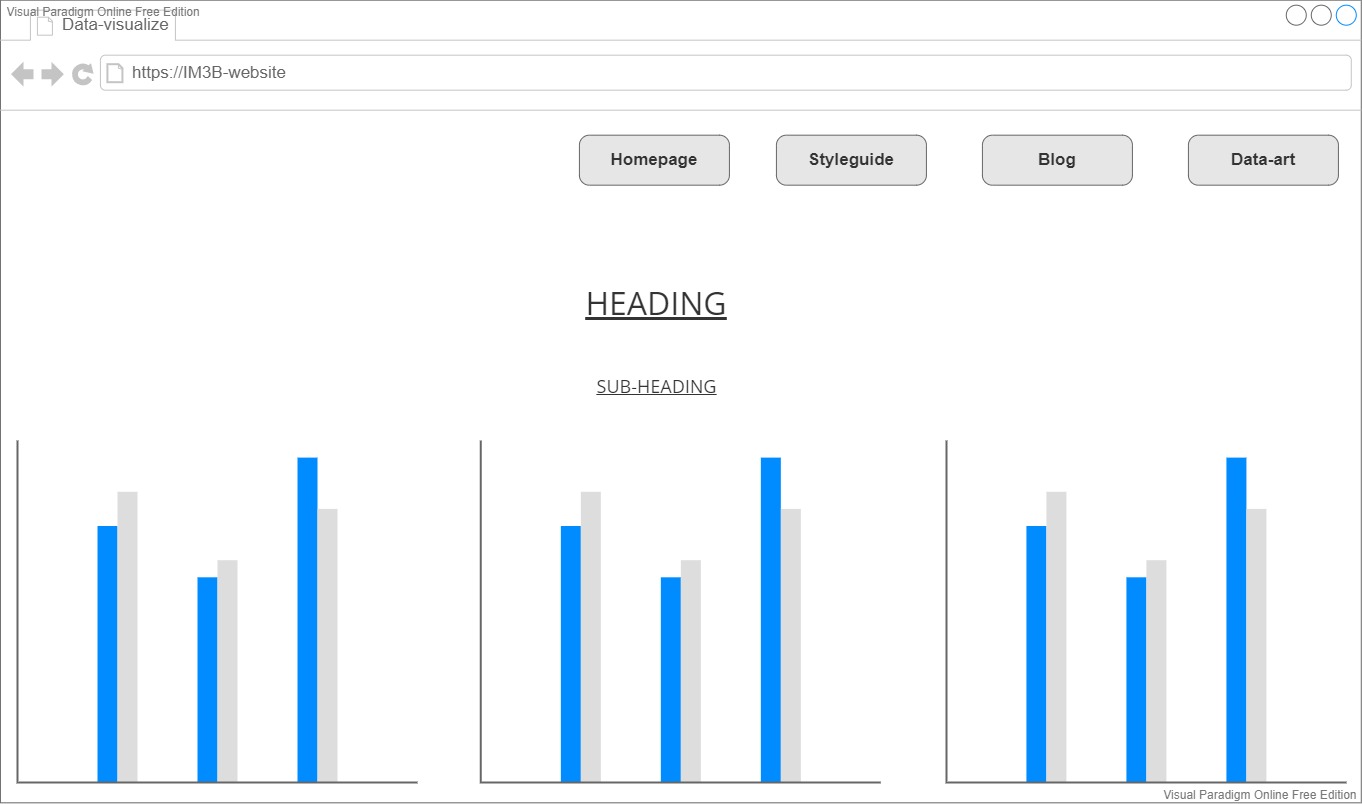 Visual Paradigm Online Free Edition
Data-visualize
https://IM3B-website
Homepage
Styleguide
Blog
Data-art
HEADING
SUB-HEADING
Visual Paradigm Online Free Edition